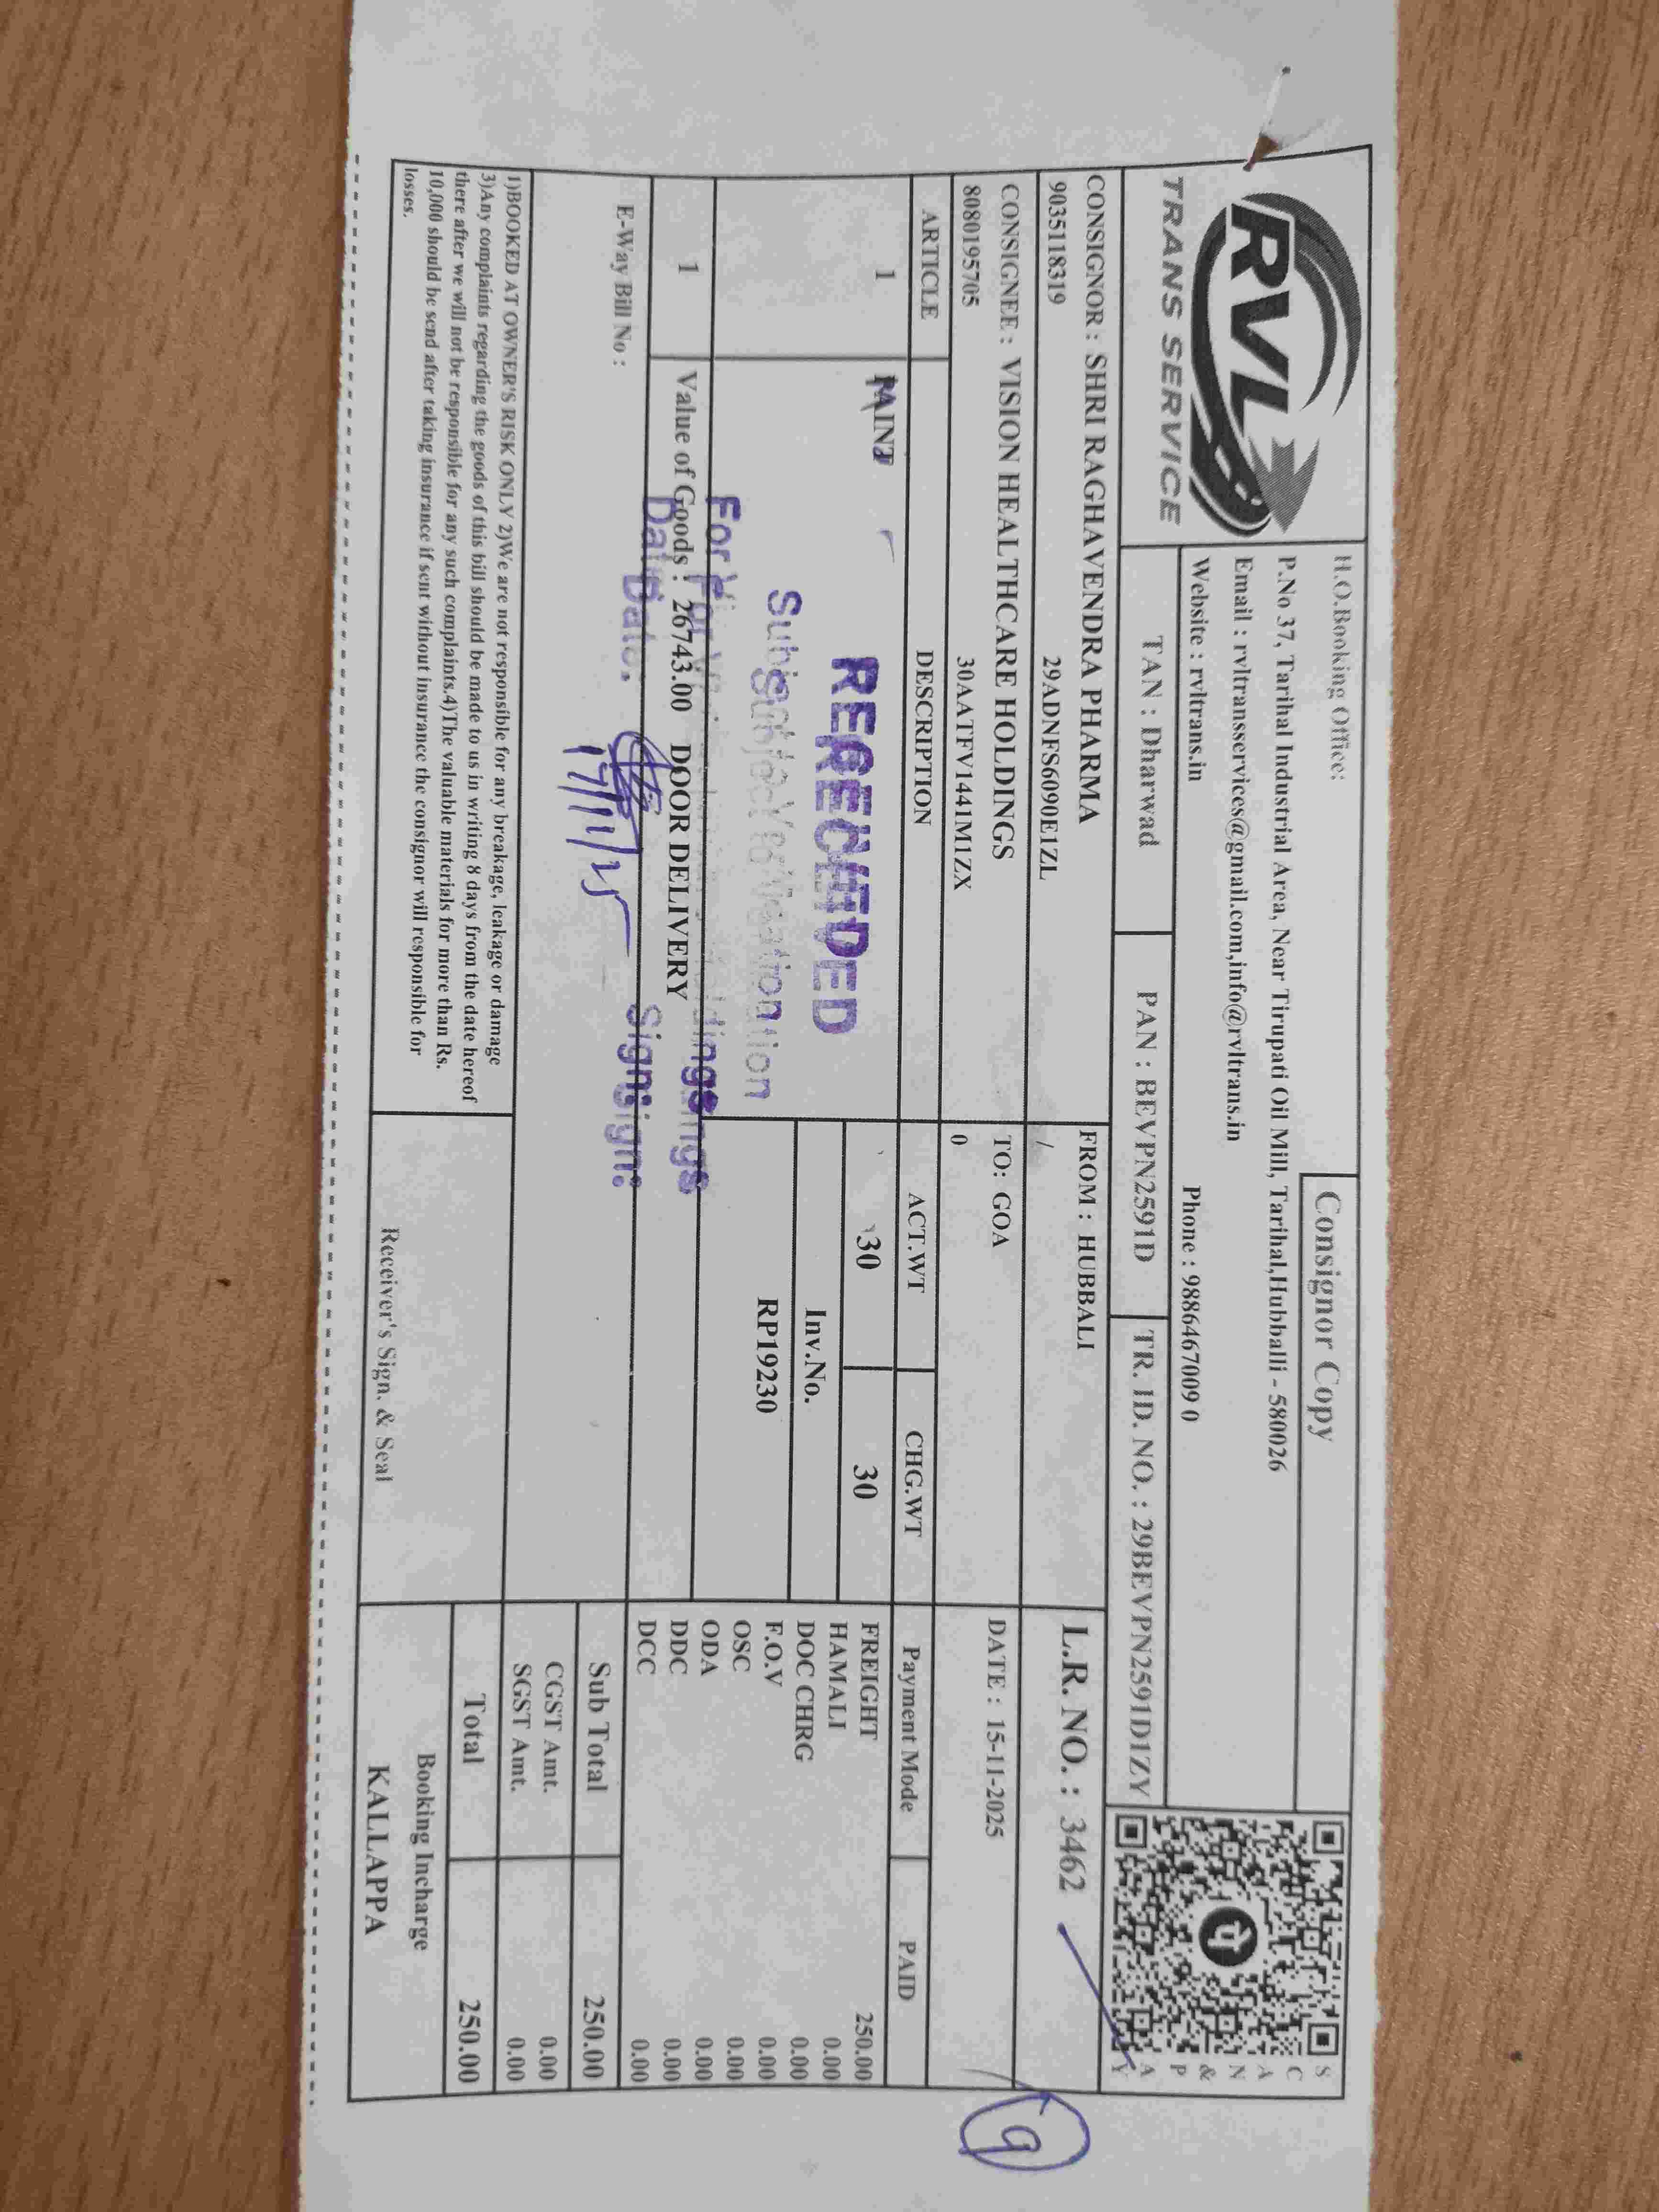 RVL
TRANS SERVICE
Consignor Copy
H.O.Booking Office:
P.No 37, Tarihal Industrial Area, Near Tirupati Oil Mill, Tarihal,Hubballi - 580026
Email : rvltransservices@gmail.com,info@rvltrans.in
Website : rvltrans.in Phone : 9886467009 0
SCAN & PAY
TAN : Dharwad PAN : BEVPN2591D TR. ID. NO. : 29BEVPN2591D1ZY
CONSIGNOR : SHRI RAGHAVENDRA PHARMA FROM : HUBBALI L.R. NO. : 3462
9035118319 29ADNFS6090E1ZL /
CONSIGNEE : VISION HEALTHCARE HOLDINGS TO: GOA DATE : 15-11-2025
8080195705 30AATFV1441M1ZX 0
9
ARTICLE DESCRIPTION ACT.WT CHG.WT Payment Mode PAID
1 30 30 FREIGHT 250.00
HAMALI 0.00
RECEIVED
Inv.No. DOC CHRG 0.00
Subject to Verification
RP19230 F.O.V 0.00
OSC 0.00
ODA 0.00
1 Value of Goods : 26743.00 DOOR DELIVERY DDC 0.00
Date: Sign:
DCC 0.00
E-Way Bill No : Sub Total 250.00
17/11/25
CGST Amt. 0.00
SGST Amt. 0.00
Total 250.00
1)BOOKED AT OWNER'S RISK ONLY 2)We are not responsible for any breakage, leakage or damage
3)Any complaints regarding the goods of this bill should be made to us in writing 8 days from the date hereof
there after we will not be responsible for any such complaints.4)The valuable materials for more than Rs.
10,000 should be send after taking insurance if sent without insurance the consignor will responsible for
losses.
Receiver's Sign. & Seal
Booking Incharge
KALLAPPA